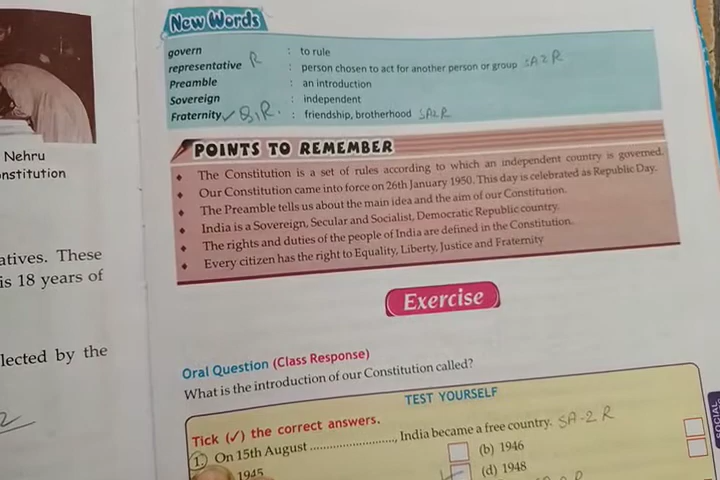 Nehru
nstitution
atives. These
is 18 years of
lected by the
New Words
govern : to rule
representative R : person chosen to act for another person or group SA2 R
Preamble : an introduction
Sovereign : independent
Fraternity ✓ : friendship, brotherhood SA2 R
POINTS TO REMEMBER
♦ The Constitution is a set of rules according to which an independent country is governed.
♦ Our Constitution came into force on 26th January 1950. This day is celebrated as Republic Day.
♦ The Preamble tells us about the main idea and the aim of our Constitution.
♦ India is a Sovereign, Secular and Socialist, Democratic Republic country.
♦ The rights and duties of the people of India are defined in the Constitution.
♦ Every citizen has the right to Equality, Liberty, Justice and Fraternity
Exercise
Oral Question (Class Response)
What is the introduction of our Constitution called?
TEST YOURSELF
Tick (✓) the correct answers.
1. On 15th August ........................, India became a free country. SA-2 R
1945
(b) 1946
(d) 1948
SOCIAL